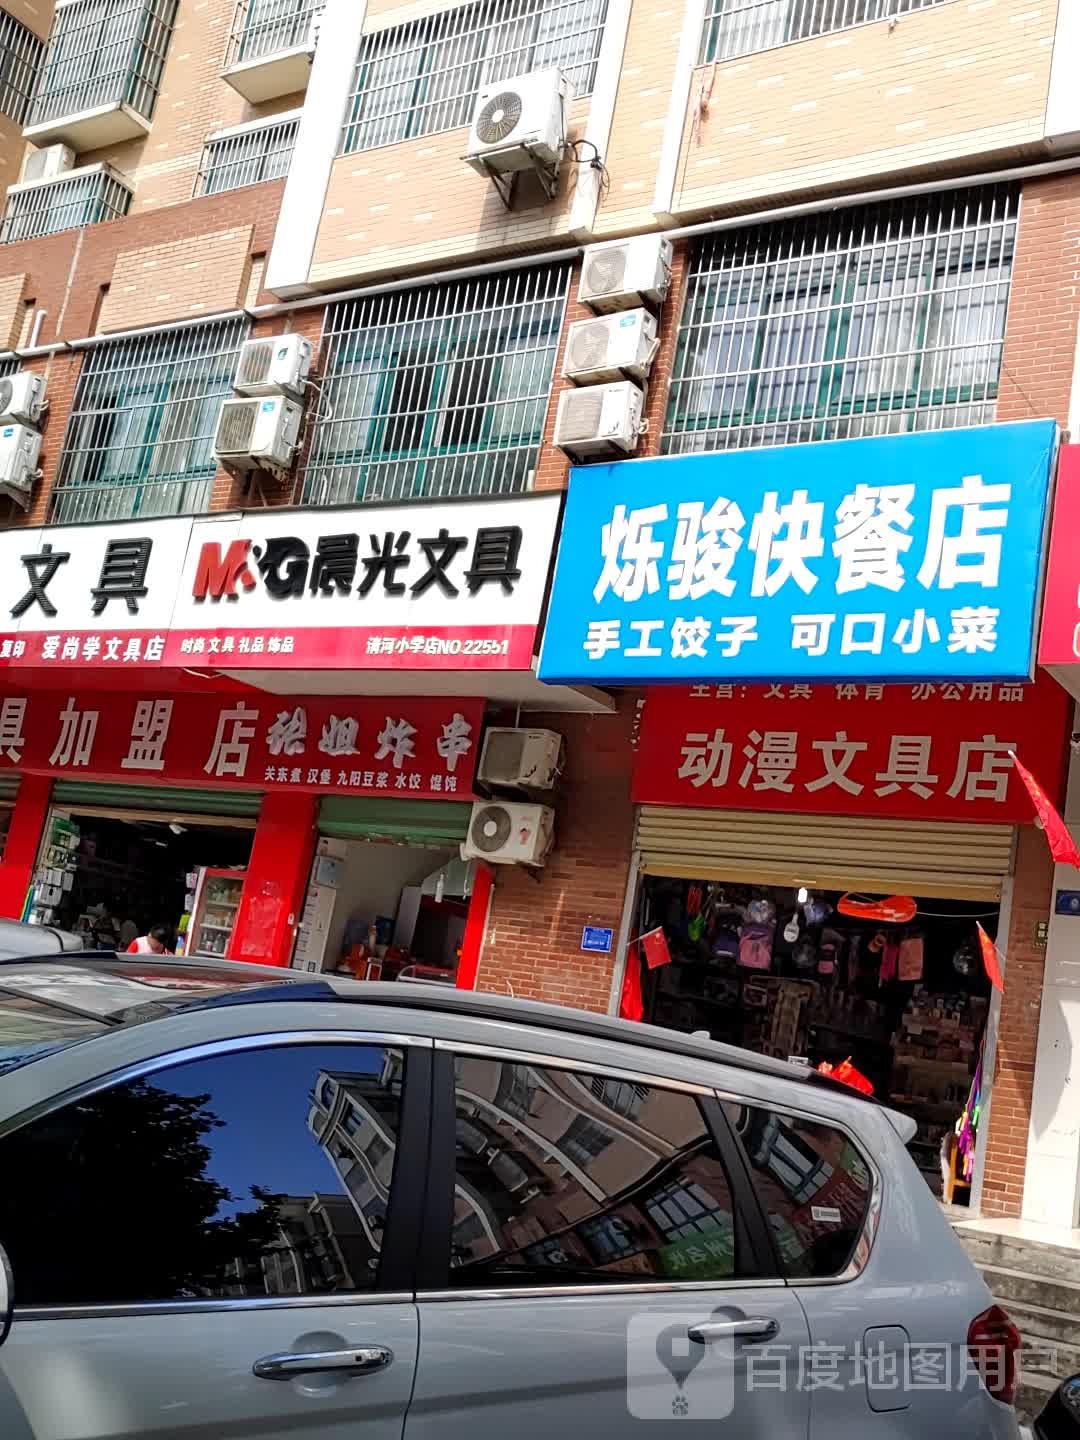 文具
M&G晨光文具
复印 爱尚学文具店 时尚 文具 礼品 饰品 清河小学店NO.22551
烁骏快餐店
手工饺子 可口小菜
具加盟店
张姐炸串
关东煮 汉堡 九阳豆浆 水饺 馄饨
主营：文具 体育 办公用品
动漫文具店
百度地图用户